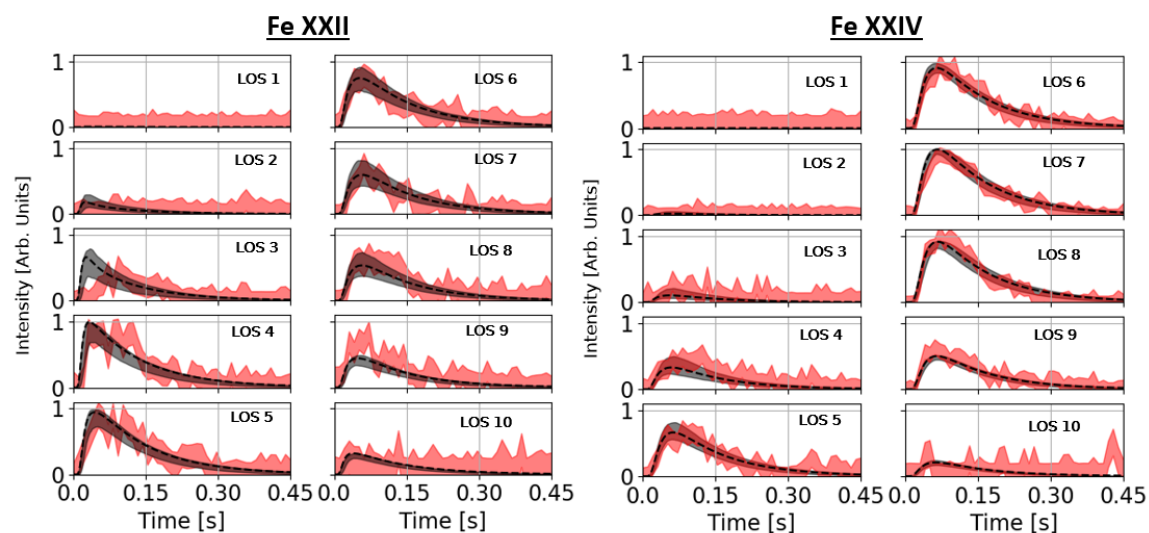 Fe XXII
Fe XXIV
Intensity [Arb. Units]
1
0
LOS 1
1
0
LOS 2
1
0
LOS 3
1
0
LOS 4
1
0
LOS 5
0.0 0.15 0.30 0.45
Time [s]
LOS 6
LOS 7
LOS 8
LOS 9
LOS 10
0.0 0.15 0.30 0.45
Time [s]
Intensity [Arb. Units]
1
0
LOS 1
1
0
LOS 2
1
0
LOS 3
1
0
LOS 4
1
0
LOS 5
0.0 0.15 0.30 0.45
Time [s]
LOS 6
LOS 7
LOS 8
LOS 9
LOS 10
0.0 0.15 0.30 0.45
Time [s]